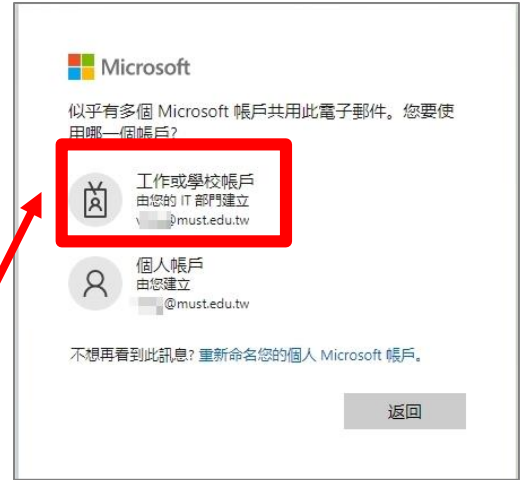 Microsoft
似乎有多個 Microsoft 帳戶共用此電子郵件。您要使
用哪一個帳戶?
工作或學校帳戶
由您的 IT 部門建立
@must.edu.tw
個人帳戶
由您建立
@must.edu.tw
不想再看到此訊息? 重新命名您的個人 Microsoft 帳戶。
返回